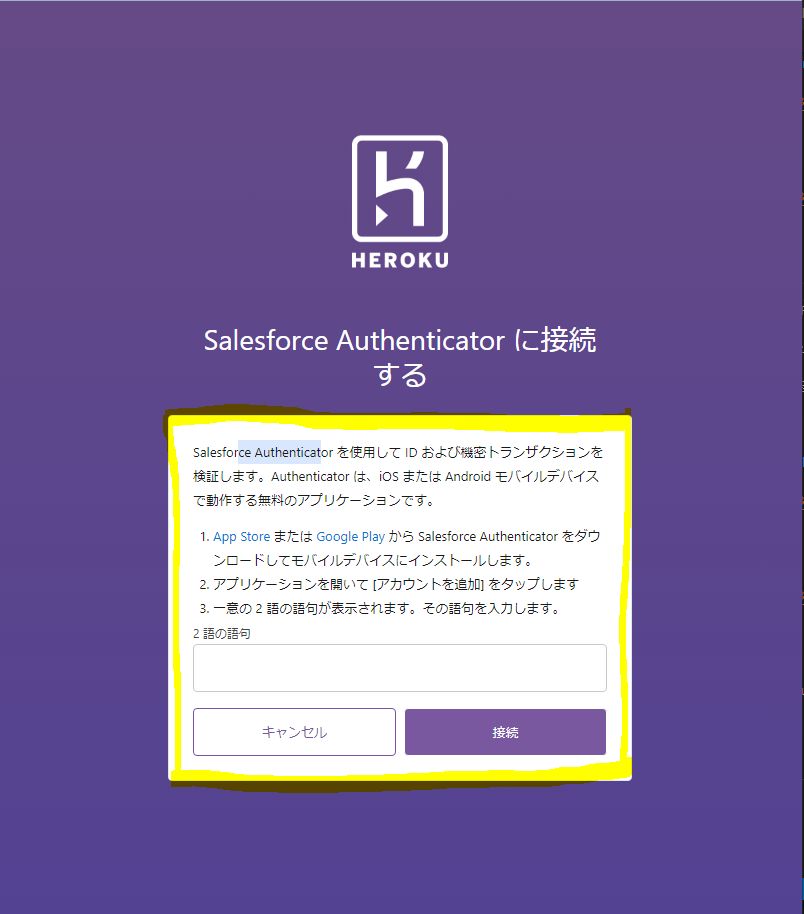 HEROKU
Salesforce Authenticator に接続
する
Salesforce Authenticator を使用して ID および機密トランザクションを
検証します。Authenticator は、iOS または Android モバイルデバイス
で動作する無料のアプリケーションです。
1. App Store または Google Play から Salesforce Authenticator をダウ
ンロードしてモバイルデバイスにインストールします。
2. アプリケーションを開いて [アカウントを追加] をタップします
3. 一意の 2 語の語句が表示されます。その語句を入力します。
2 語の語句
キャンセル
接続